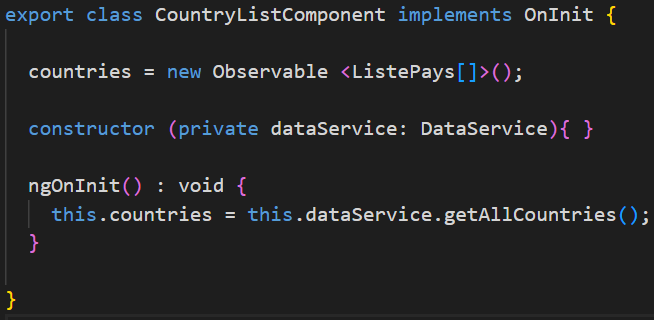 export class CountryListComponent implements OnInit {
countries = new Observable <ListePays[]>();
constructor (private dataService: DataService){ }
ngOnInit() : void {
this.countries = this.dataService.getAllCountries();
}
}